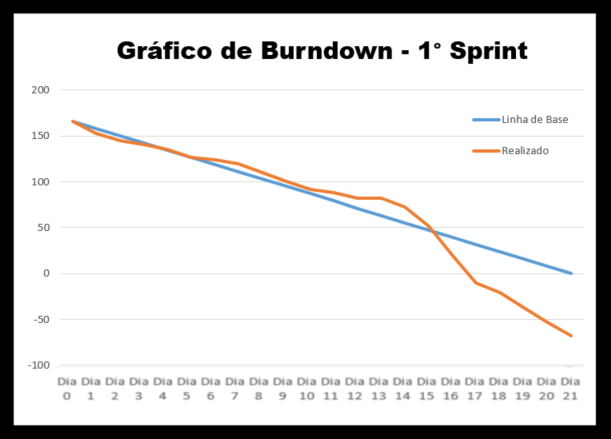 Gráfico de Burndown - 1° Sprint
200
150
100
50
0
-50
-100
Linha de Base
Realizado
Dia Dia Dia Dia Dia Dia Dia Dia Dia Dia Dia Dia Dia Dia Dia Dia Dia Dia Dia Dia Dia Dia
0 1 2 3 4 5 6 7 8 9 10 11 12 13 14 15 16 17 18 19 20 21